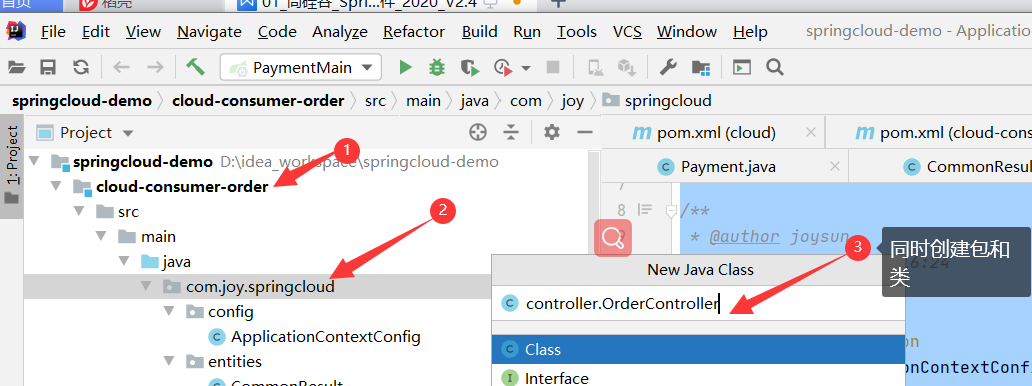 首页
稻壳
01_尚硅谷_Spri...件_2020_V2.4
File Edit View Navigate Code Analyze Refactor Build Run Tools VCS Window Help springcloud-demo - Application
PaymentMain
springcloud-demo cloud-consumer-order src main java com joy springcloud
1: Project
Project
pom.xml (cloud)
pom.xml (cloud-cons
springcloud-demo D:\idea_workspace\springcloud-demo
1
Payment.java
CommonResult
cloud-consumer-order
7
src
2
8 /**
main
9 * @author joysun
3
同时创建包和
类
java
16:24
New Java Class
com.joy.springcloud
controller.OrderController
config
ApplicationContextConfig
Class
on
entities
onContextConf
CommonResult
Interface